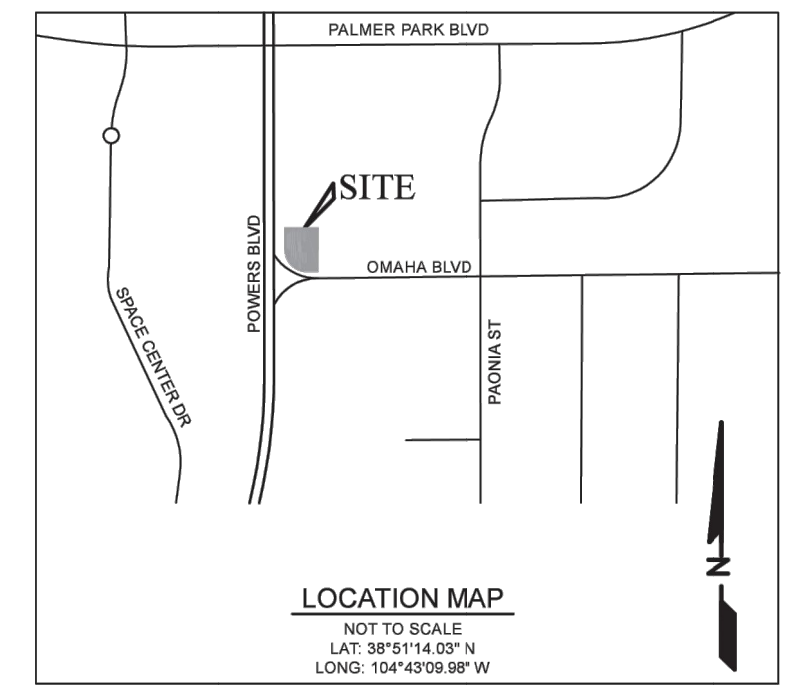 PALMER PARK BLVD
SITE
POWERS BLVD
OMAHA BLVD
SPACE CENTER DR
PAONIA ST
N
LOCATION MAP
NOT TO SCALE
LAT: 38°51'14.03" N
LONG: 104°43'09.98" W